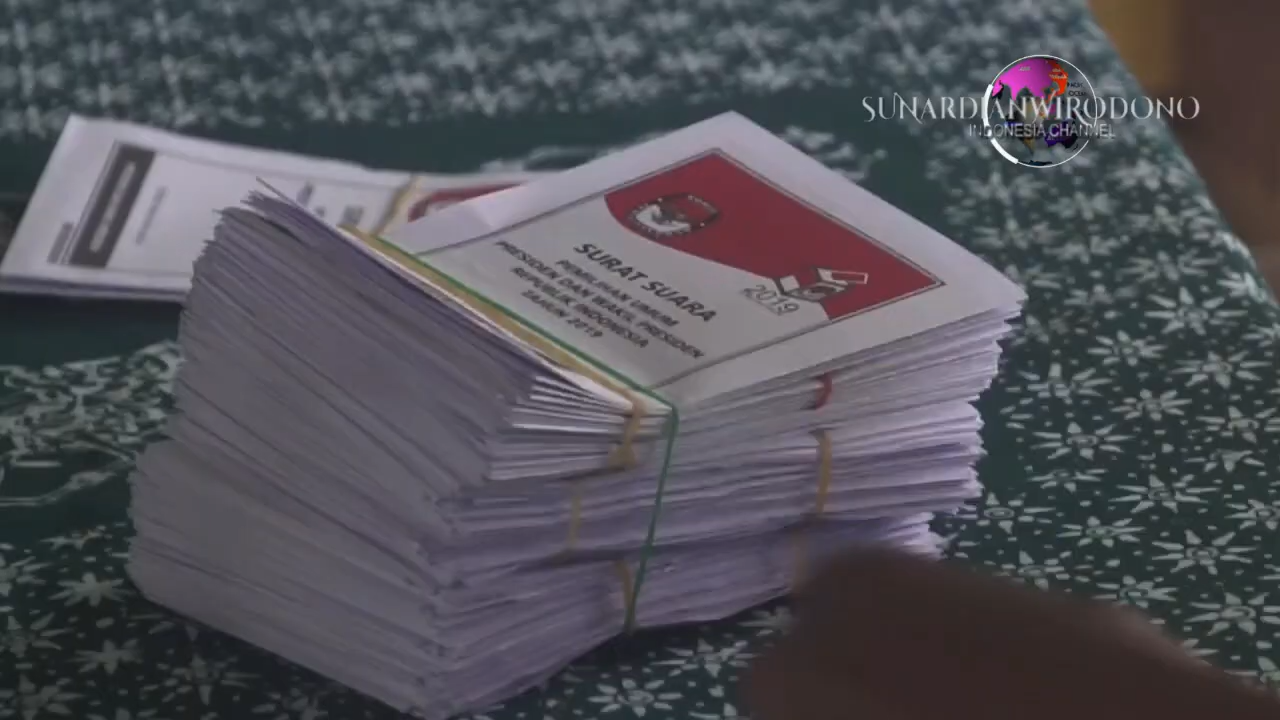 SUNARDIANWIRODONO
INDONESIA CHANNEL
SURAT SUARA
PEMILIHAN UMUM
PRESIDEN DAN WAKIL PRESIDEN
REPUBLIK INDONESIA
TAHUN 2019
2019